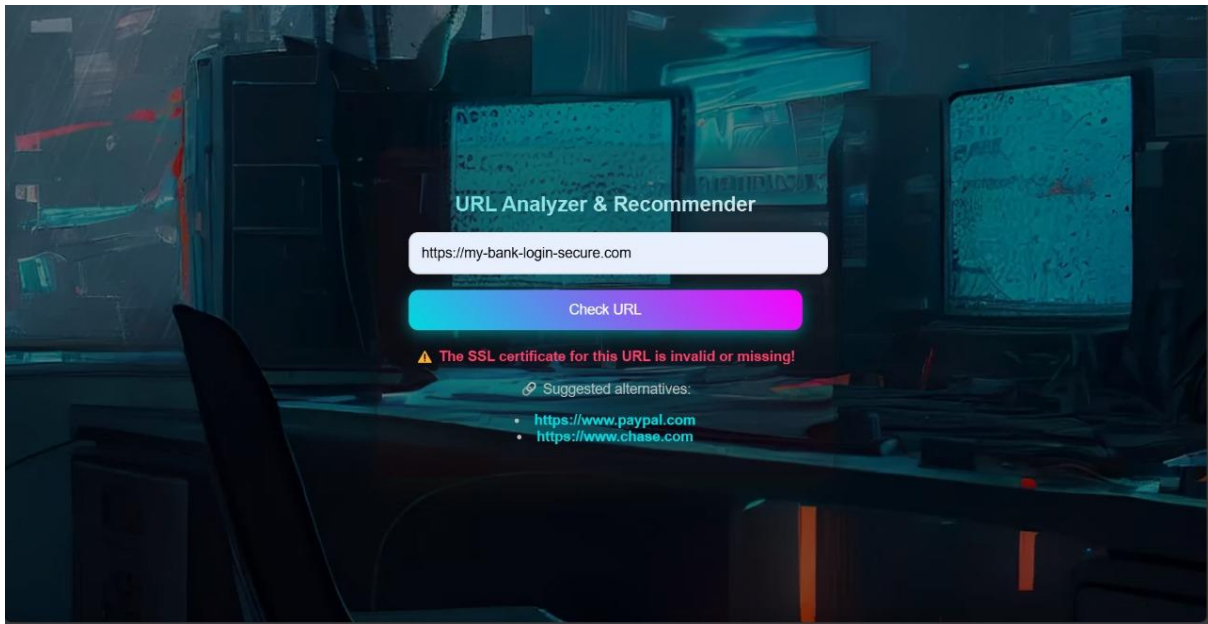 URL Analyzer & Recommender
https://my-bank-login-secure.com
Check URL
⚠ The SSL certificate for this URL is invalid or missing!
🔗 Suggested alternatives:
• https://www.paypal.com
• https://www.chase.com